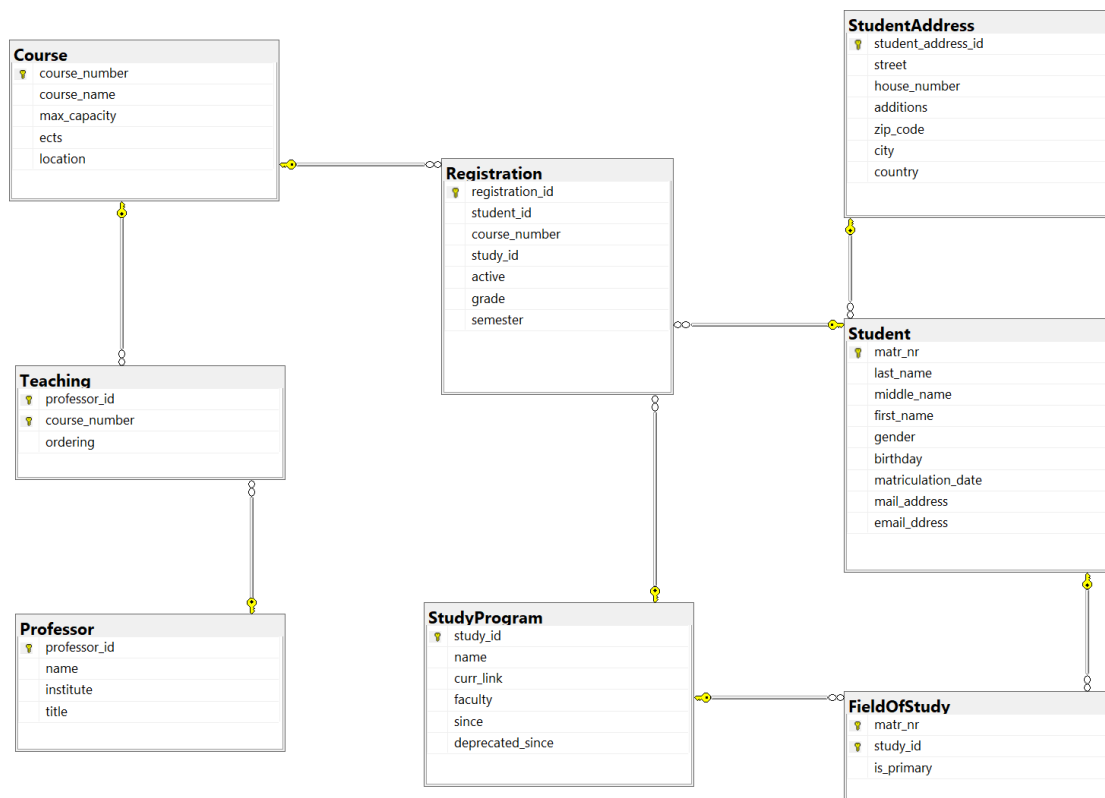 Course
course_number
course_name
max_capacity
ects
location
Registration
registration_id
student_id
course_number
study_id
active
grade
semester
StudentAddress
student_address_id
street
house_number
additions
zip_code
city
country
Student
matr_nr
last_name
middle_name
first_name
gender
birthday
matriculation_date
mail_address
email_ddress
Teaching
professor_id
course_number
ordering
Professor
professor_id
name
institute
title
StudyProgram
study_id
name
curr_link
faculty
since
deprecated_since
FieldOfStudy
matr_nr
study_id
is_primary